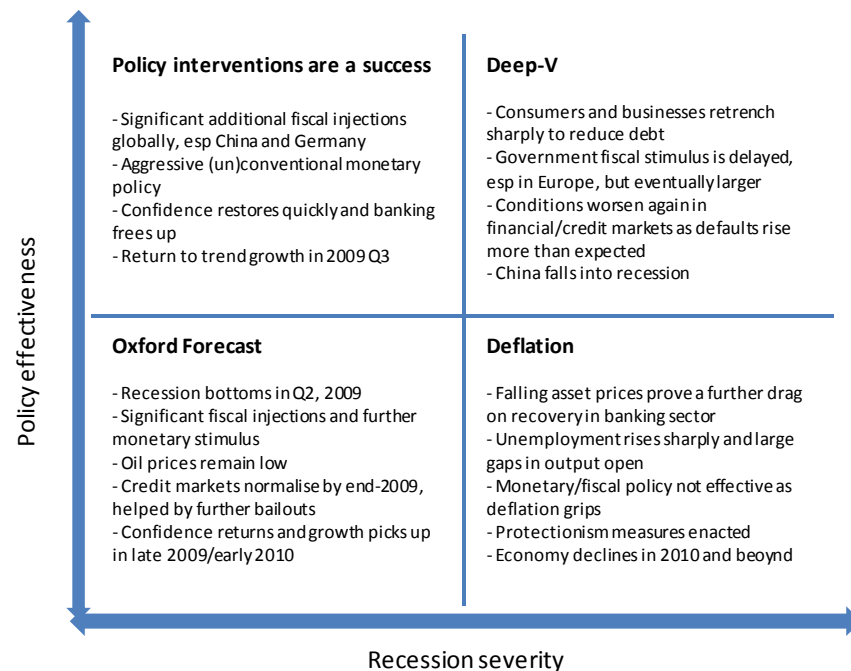 Policy interventions are a success
- Significant additional fiscal injections
globally, esp China and Germany
- Aggressive (un)conventional monetary
policy
- Confidence restores quickly and banking
frees up
- Return to trend growth in 2009 Q3
Deep-V
- Consumers and businesses retrench
sharply to reduce debt
- Government fiscal stimulus is delayed,
esp in Europe, but eventually larger
- Conditions worsen again in
financial/credit markets as defaults rise
more than expected
- China falls into recession
Policy effectiveness
Oxford Forecast
- Recession bottoms in Q2, 2009
- Significant fiscal injections and further
monetary stimulus
- Oil prices remain low
- Credit markets normalise by end-2009,
helped by further bailouts
- Confidence returns and growth picks up
in late 2009/early 2010
Deflation
- Falling asset prices prove a further drag
on recovery in banking sector
- Unemployment rises sharply and large
gaps in output open
- Monetary/fiscal policy not effective as
deflation grips
- Protectionism measures enacted
- Economy declines in 2010 and beoynd
Recession severity